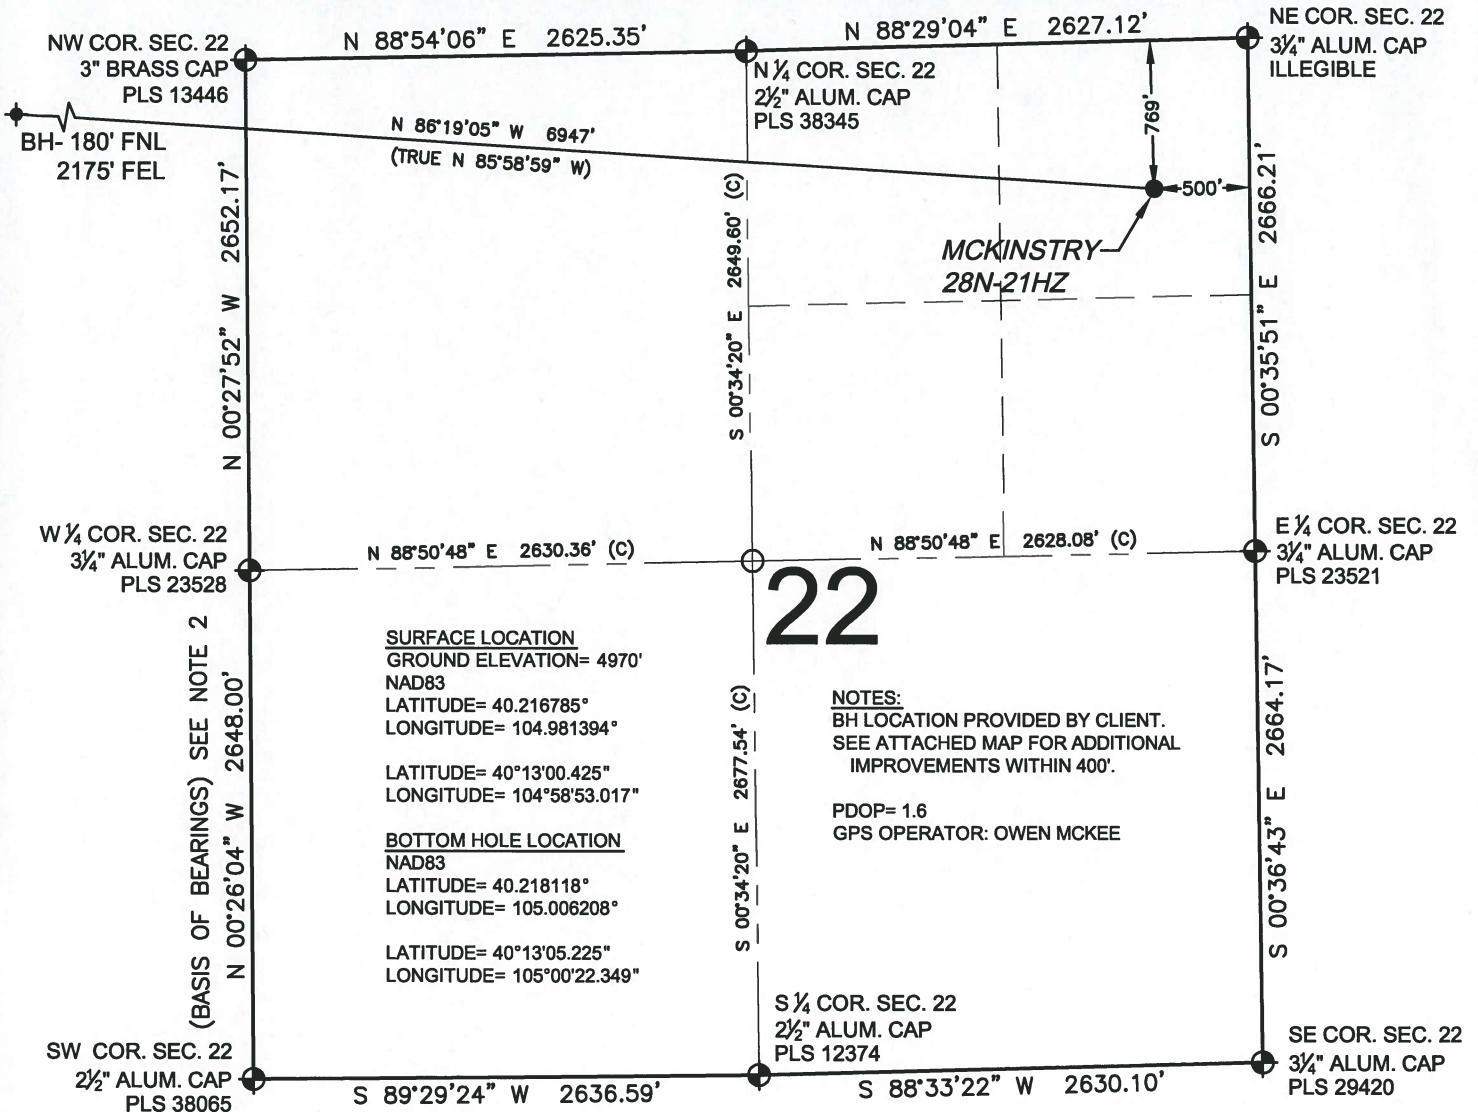 NW COR. SEC. 22
3" BRASS CAP
PLS 13446
N 88°54'06" E 2625.35'
N 88°29'04" E 2627.12'
NE COR. SEC. 22
3¼" ALUM. CAP
ILLEGIBLE
N ¼ COR. SEC. 22
2½" ALUM. CAP
PLS 38345
BH- 180' FNL
2175' FEL
N 86°19'05" W 6947'
(TRUE N 85°58'59" W)
769'
500'
MCKINSTRY
28N-21HZ
N 00°27'52" W 2652.17'
S 00°34'20" E 2649.60' (C)
S 00°35'51" E 2666.21'
W ¼ COR. SEC. 22
3¼" ALUM. CAP
PLS 23528
N 88°50'48" E 2630.36' (C)
N 88°50'48" E 2628.08' (C)
E ¼ COR. SEC. 22
3¼" ALUM. CAP
PLS 23521
22
(BASIS OF BEARINGS) SEE NOTE 2
N 00°26'04" W 2648.00'
SURFACE LOCATION
GROUND ELEVATION= 4970'
NAD83
LATITUDE= 40.216785°
LONGITUDE= 104.981394°
LATITUDE= 40°13'00.425"
LONGITUDE= 104°58'53.017"
BOTTOM HOLE LOCATION
NAD83
LATITUDE= 40.218118°
LONGITUDE= 105.006208°
LATITUDE= 40°13'05.225"
LONGITUDE= 105°00'22.349"
S 00°34'20" E 2677.54' (C)
NOTES:
BH LOCATION PROVIDED BY CLIENT.
SEE ATTACHED MAP FOR ADDITIONAL
IMPROVEMENTS WITHIN 400'.
PDOP= 1.6
GPS OPERATOR: OWEN MCKEE
S 00°36'43" E 2664.17'
SW COR. SEC. 22
2½" ALUM. CAP
PLS 38065
S 89°29'24" W 2636.59'
S ¼ COR. SEC. 22
2½" ALUM. CAP
PLS 12374
S 88°33'22" W 2630.10'
SE COR. SEC. 22
3¼" ALUM. CAP
PLS 29420